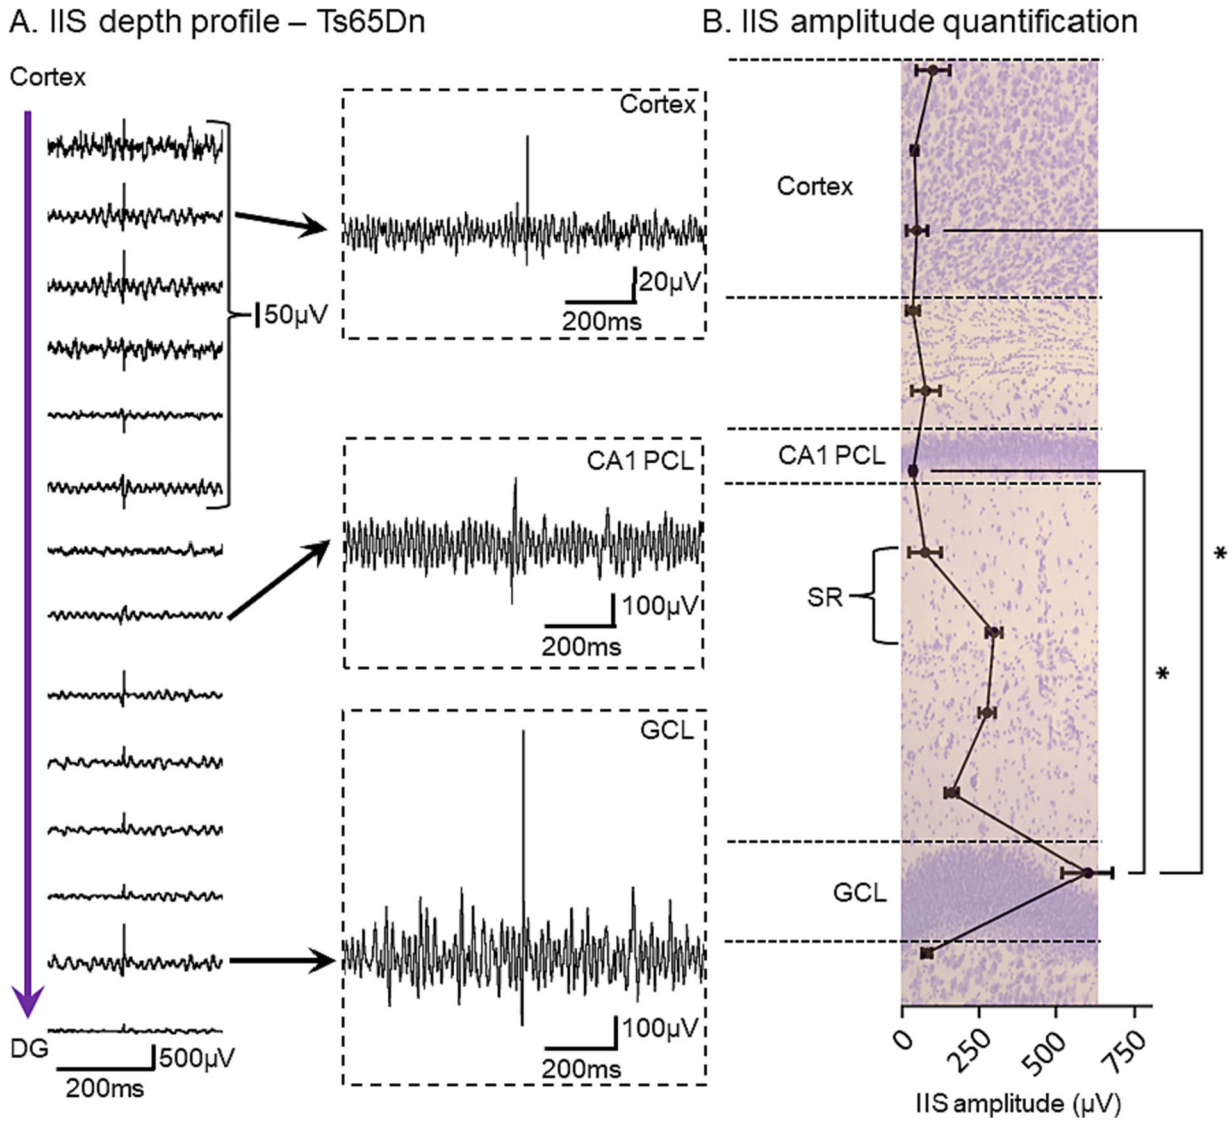 A. IIS depth profile – Ts65Dn
Cortex
50µV
500µV
200ms
DG
Cortex
20µV
200ms
CA1 PCL
100µV
200ms
GCL
100µV
200ms
B. IIS amplitude quantification
Cortex
CA1 PCL
SR
GCL
*
*
0
250
500
750
IIS amplitude (µV)